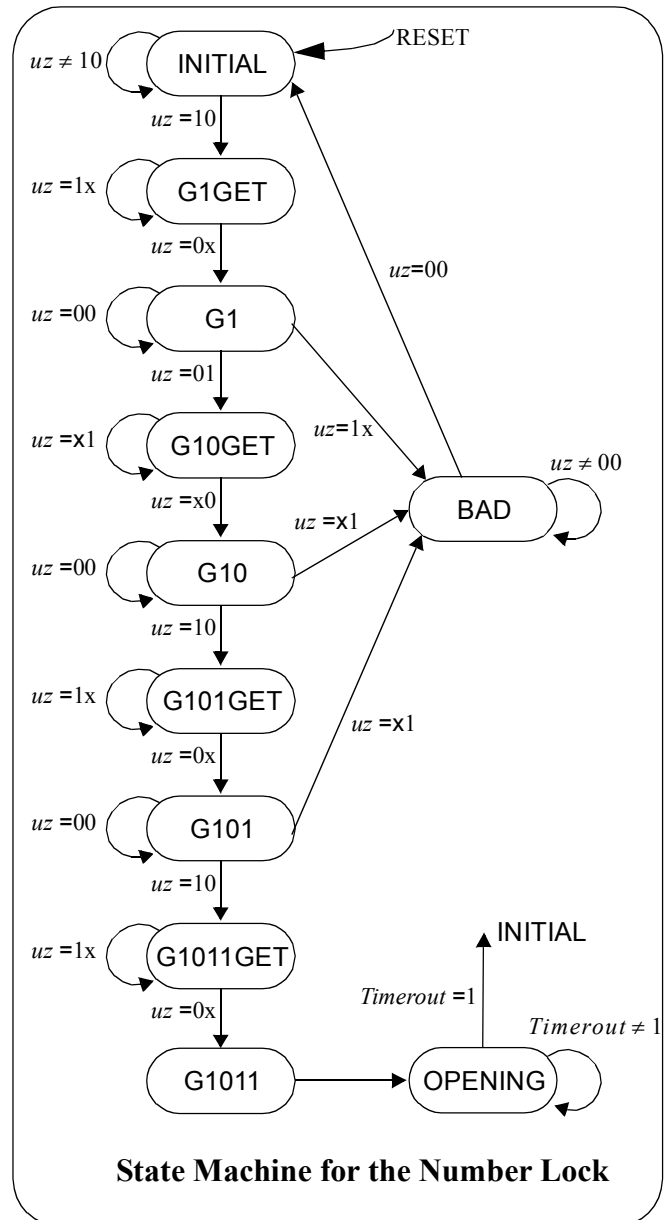 RESET
uz ≠ 10
INITIAL
uz =10
uz =1x
G1GET
uz =0x
uz=00
uz =00
G1
uz =01
uz=1x
uz =x1
G10GET
uz ≠ 00
uz =x0
uz =x1
BAD
uz =00
G10
uz =10
uz =1x
G101GET
uz =x1
uz =0x
uz =00
G101
uz =10
uz =1x
G1011GET
INITIAL
uz =0x
Timerout =1
Timerout ≠ 1
G1011
OPENING
State Machine for the Number Lock